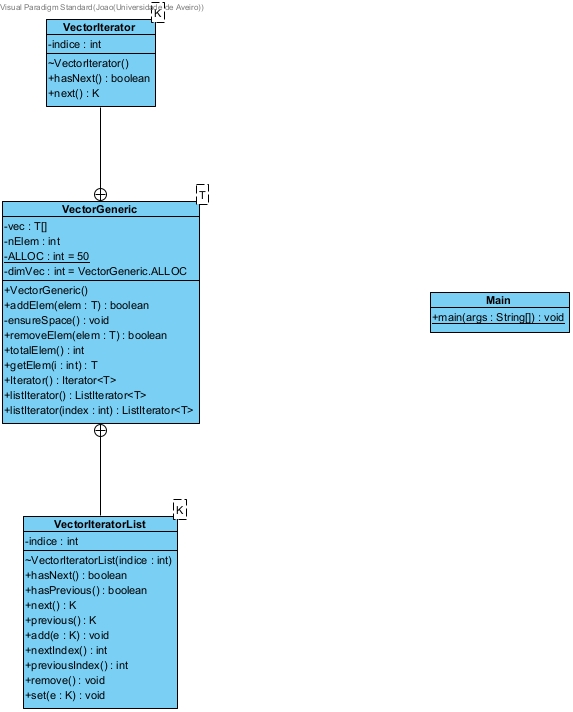 Visual Paradigm Standard(Joao(Universidade de Aveiro))
K
VectorIterator
-indice : int
~VectorIterator()
+hasNext() : boolean
+next() : K
T
VectorGeneric
-vec : T[]
-nElem : int
-ALLOC : int = 50
-dimVec : int = VectorGeneric.ALLOC
+VectorGeneric()
+addElem(elem : T) : boolean
-ensureSpace() : void
+removeElem(elem : T) : boolean
+totalElem() : int
+getElem(i : int) : T
+Iterator() : Iterator<T>
+listIterator() : ListIterator<T>
+listIterator(index : int) : ListIterator<T>
Main
+main(args : String[]) : void
K
VectorIteratorList
-indice : int
~VectorIteratorList(indice : int)
+hasNext() : boolean
+hasPrevious() : boolean
+next() : K
+previous() : K
+add(e : K) : void
+nextIndex() : int
+previousIndex() : int
+remove() : void
+set(e : K) : void